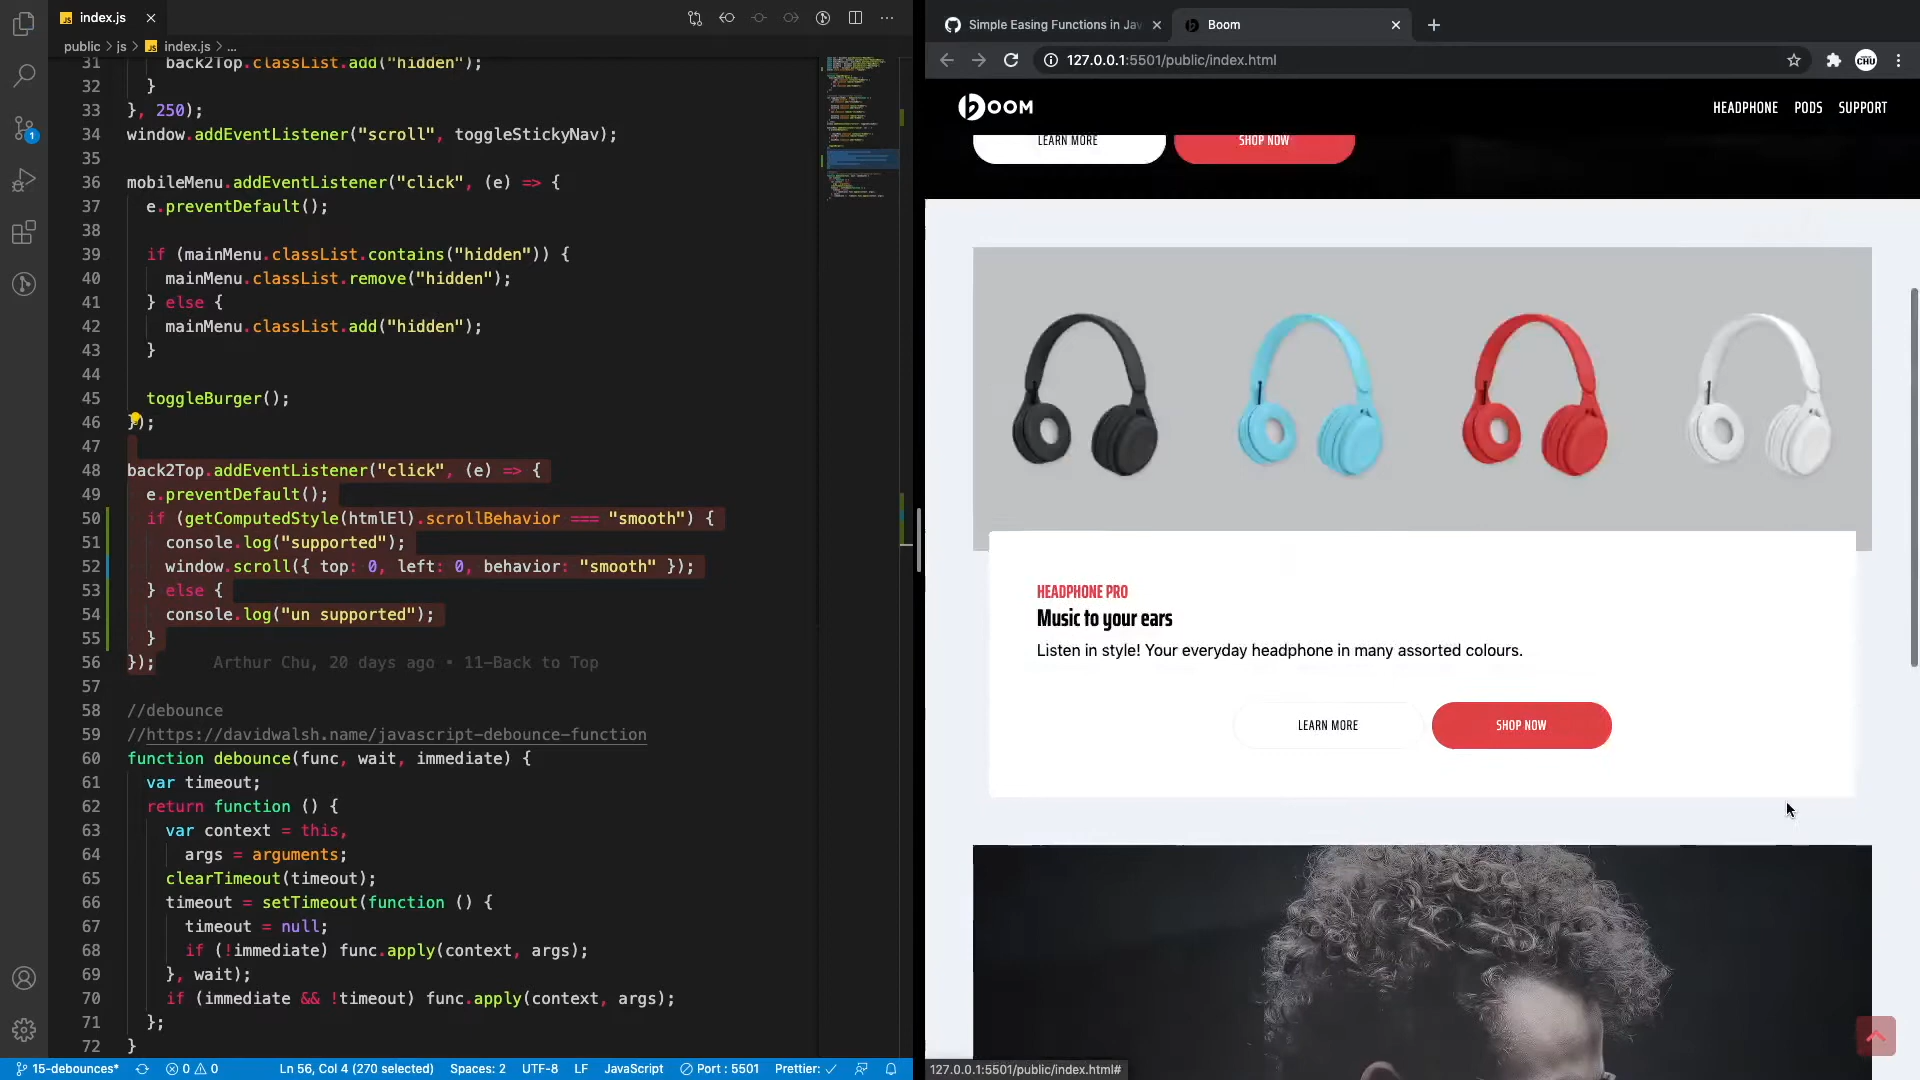 index.js
public > js > index.js > ...
31 back2Top.classList.add("hidden");
32 }
33 }, 250);
34 window.addEventListener("scroll", toggleStickyNav);
35
36 mobileMenu.addEventListener("click", (e) => {
37 e.preventDefault();
38
39 if (mainMenu.classList.contains("hidden")) {
40 mainMenu.classList.remove("hidden");
41 } else {
42 mainMenu.classList.add("hidden");
43 }
44
45 toggleBurger();
46 });
47
48 back2Top.addEventListener("click", (e) => {
49 e.preventDefault();
50 if (getComputedStyle(htmlEl).scrollBehavior === "smooth") {
51 console.log("supported");
52 window.scroll({ top: 0, left: 0, behavior: "smooth" });
53 } else {
54 console.log("un supported");
55 }
56 }); Arthur Chu, 20 days ago • 11-Back to Top
57
58 //debounce
59 //https://davidwalsh.name/javascript-debounce-function
60 function debounce(func, wait, immediate) {
61 var timeout;
62 return function () {
63 var context = this,
64 args = arguments;
65 clearTimeout(timeout);
66 timeout = setTimeout(function () {
67 timeout = null;
68 if (!immediate) func.apply(context, args);
69 }, wait);
70 if (immediate && !timeout) func.apply(context, args);
71 };
72 }
1
15-debounces* 0 0 Ln 56, Col 4 (270 selected) Spaces: 2 UTF-8 LF JavaScript Port : 5501 Prettier:
Simple Easing Functions in Jav
Boom
127.0.0.1:5501/public/index.html
CHU
BOOM
HEADPHONE PODS SUPPORT
LEARN MORE SHOP NOW
HEADPHONE PRO
Music to your ears
Listen in style! Your everyday headphone in many assorted colours.
LEARN MORE SHOP NOW
127.0.0.1:5501/public/index.html#